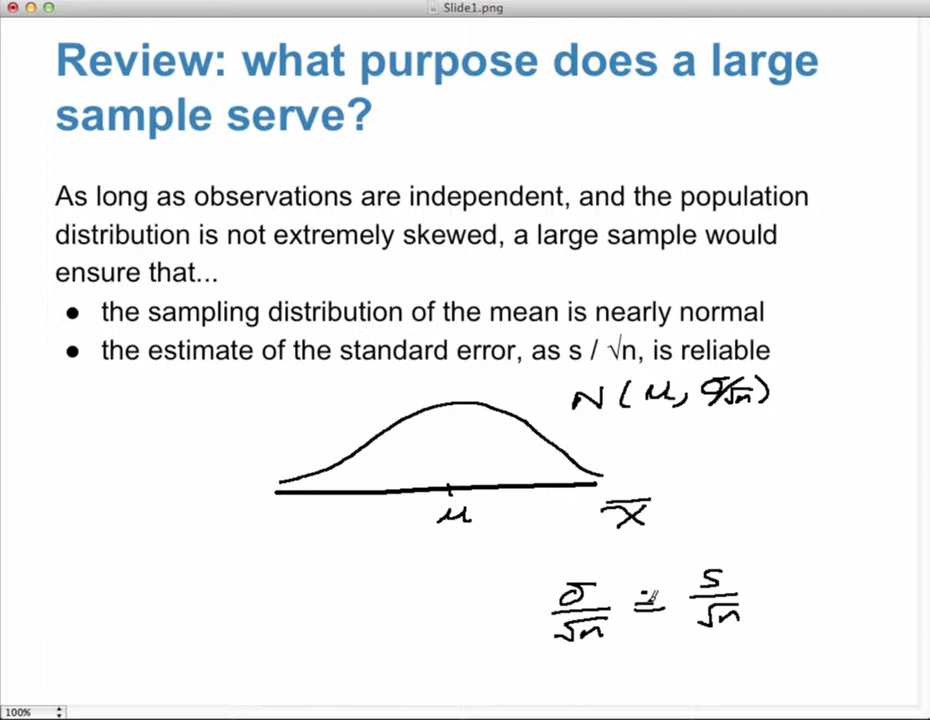 Slide1.png
Review: what purpose does a large
sample serve?
As long as observations are independent, and the population
distribution is not extremely skewed, a large sample would
ensure that...
● the sampling distribution of the mean is nearly normal
● the estimate of the standard error, as s / √n, is reliable
N(μ, σ/√n)
μ
x̄
σ/√n ≈ s/√n
100%